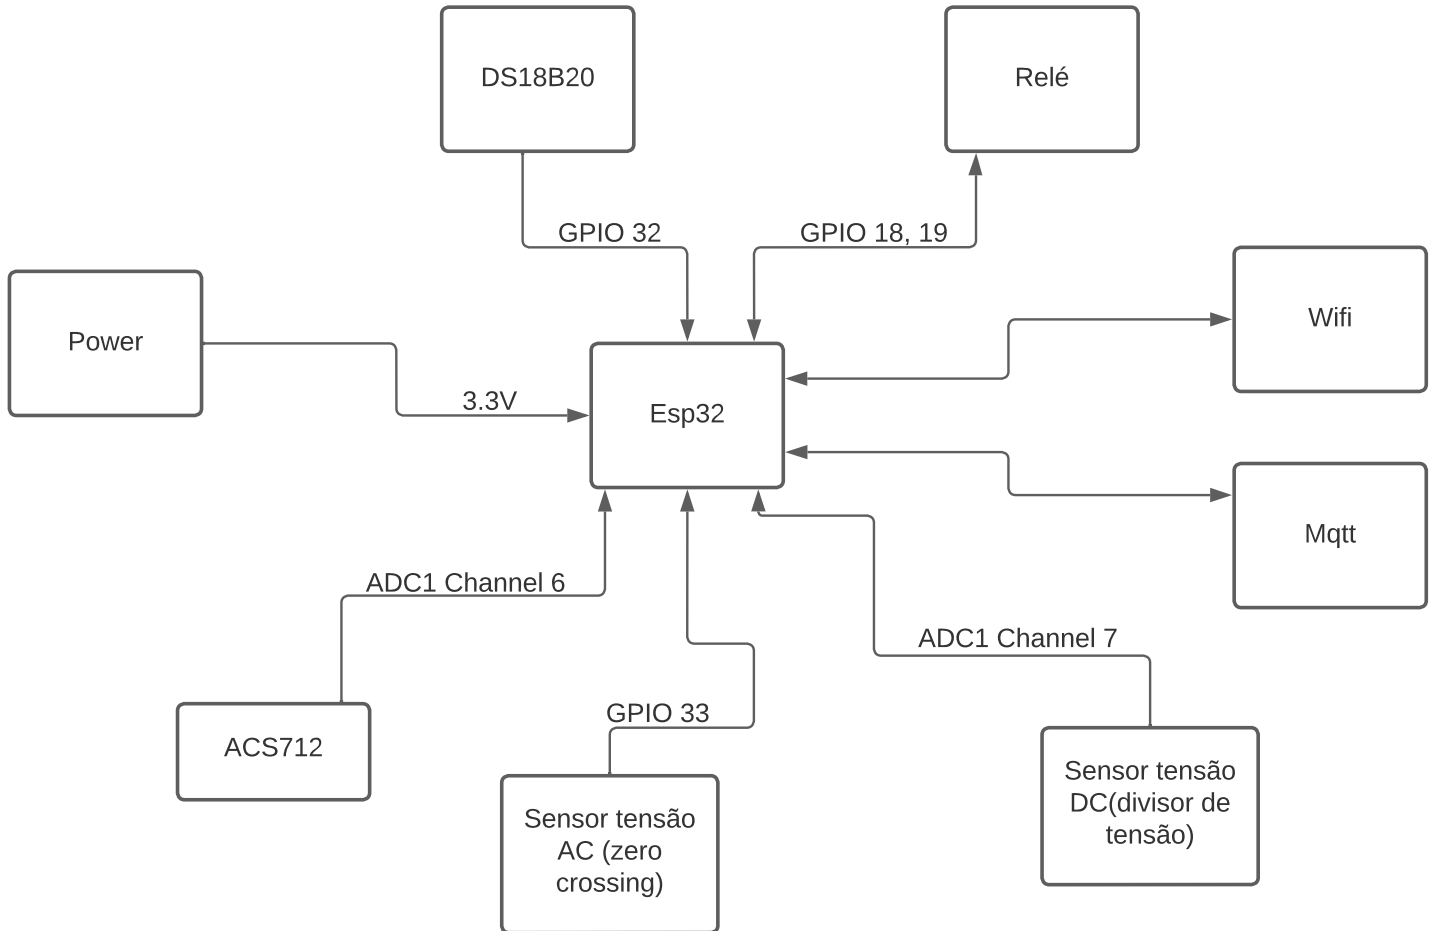 DS18B20
Relé
GPIO 32
GPIO 18, 19
Power
Wifi
3.3V
Esp32
Mqtt
ADC1 Channel 6
ADC1 Channel 7
GPIO 33
ACS712
Sensor tensão
AC (zero
crossing)
Sensor tensão
DC(divisor de
tensão)